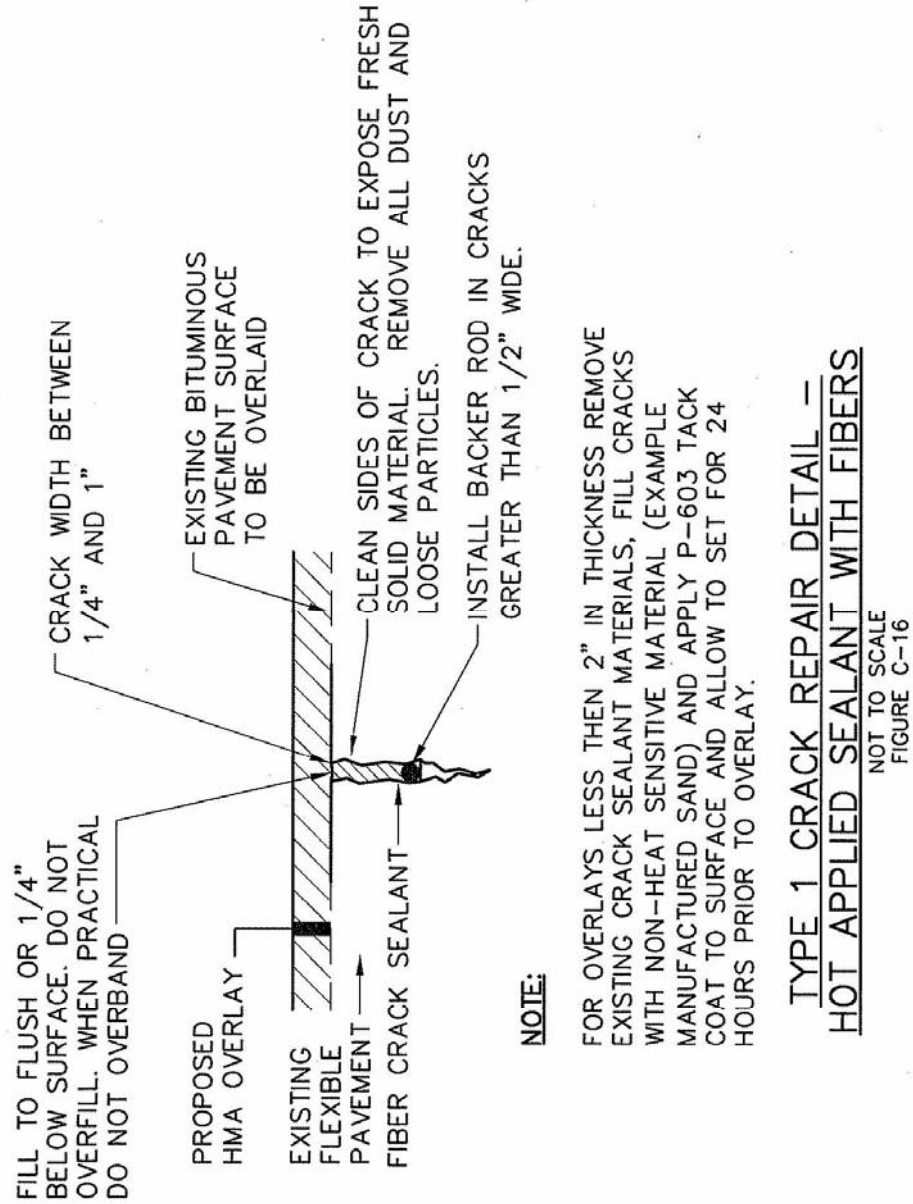 FILL TO FLUSH OR 1/4"
BELOW SURFACE. DO NOT
OVERFILL. WHEN PRACTICAL
DO NOT OVERBAND
CRACK WIDTH BETWEEN
1/4" AND 1"
PROPOSED
HMA OVERLAY
EXISTING BITUMINOUS
PAVEMENT SURFACE
TO BE OVERLAID
EXISTING
FLEXIBLE
PAVEMENT
FIBER CRACK SEALANT
CLEAN SIDES OF CRACK TO EXPOSE FRESH
SOLID MATERIAL. REMOVE ALL DUST AND
LOOSE PARTICLES.
INSTALL BACKER ROD IN CRACKS
GREATER THAN 1/2" WIDE.
NOTE:
FOR OVERLAYS LESS THEN 2" IN THICKNESS REMOVE
EXISTING CRACK SEALANT MATERIALS, FILL CRACKS
WITH NON-HEAT SENSITIVE MATERIAL (EXAMPLE
MANUFACTURED SAND) AND APPLY P-603 TACK
COAT TO SURFACE AND ALLOW TO SET FOR 24
HOURS PRIOR TO OVERLAY.
TYPE 1 CRACK REPAIR DETAIL -
HOT APPLIED SEALANT WITH FIBERS
NOT TO SCALE
FIGURE C-16